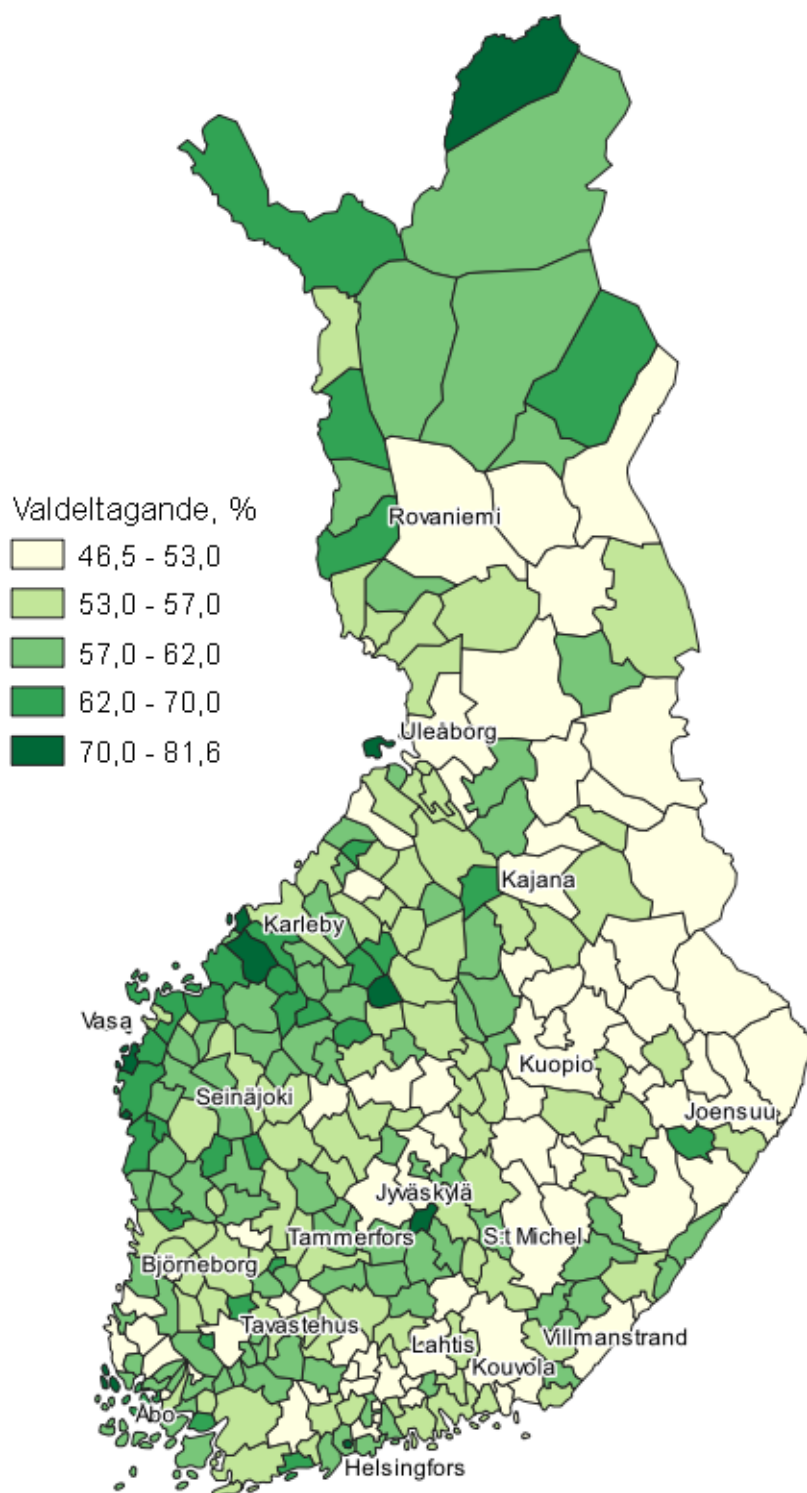 Valdeltagande, %
46,5 - 53,0
53,0 - 57,0
57,0 - 62,0
62,0 - 70,0
70,0 - 81,6
Rovaniemi
Uleåborg
Kajana
Karleby
Vasa
Kuopio
Seinäjoki
Joensuu
Jyväskylä
Tammerfors
S:t Michel
Björneborg
Tavastehus
Lahtis
Villmanstrand
Kouvola
Åbo
Helsingfors